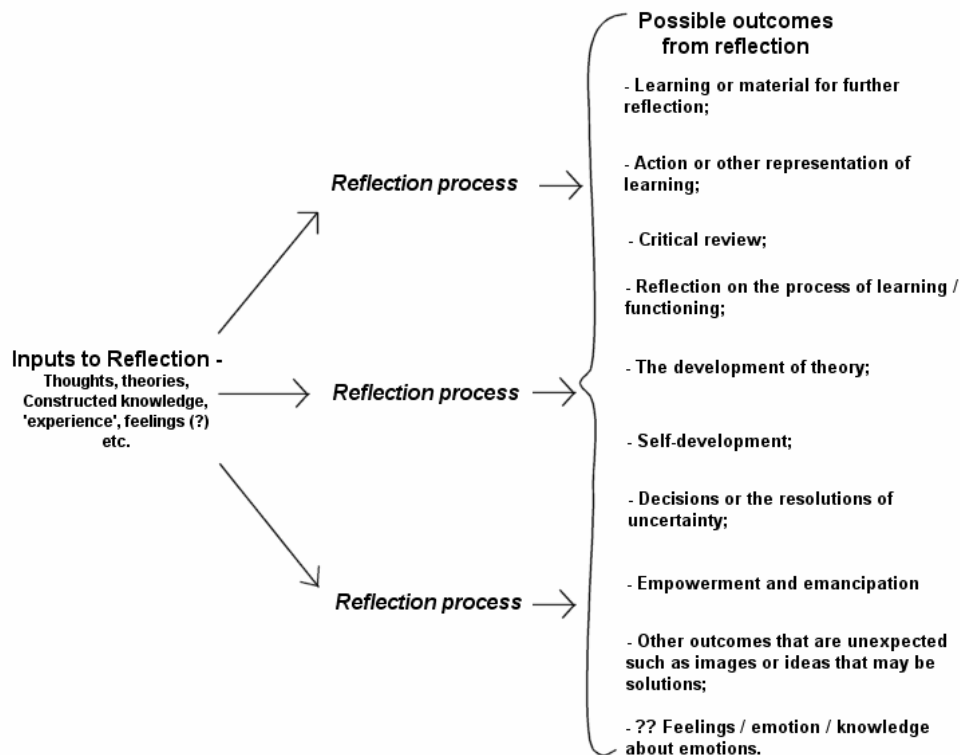 Possible outcomes
from reflection
- Learning or material for further
reflection;
- Action or other representation of
learning;
Reflection process
- Critical review;
- Reflection on the process of learning /
functioning;
Inputs to Reflection -
Thoughts, theories,
Constructed knowledge,
'experience', feelings (?)
etc.
Reflection process
- The development of theory;
- Self-development;
- Decisions or the resolutions of
uncertainty;
- Empowerment and emancipation
Reflection process
- Other outcomes that are unexpected
such as images or ideas that may be
solutions;
- ?? Feelings / emotion / knowledge
about emotions.